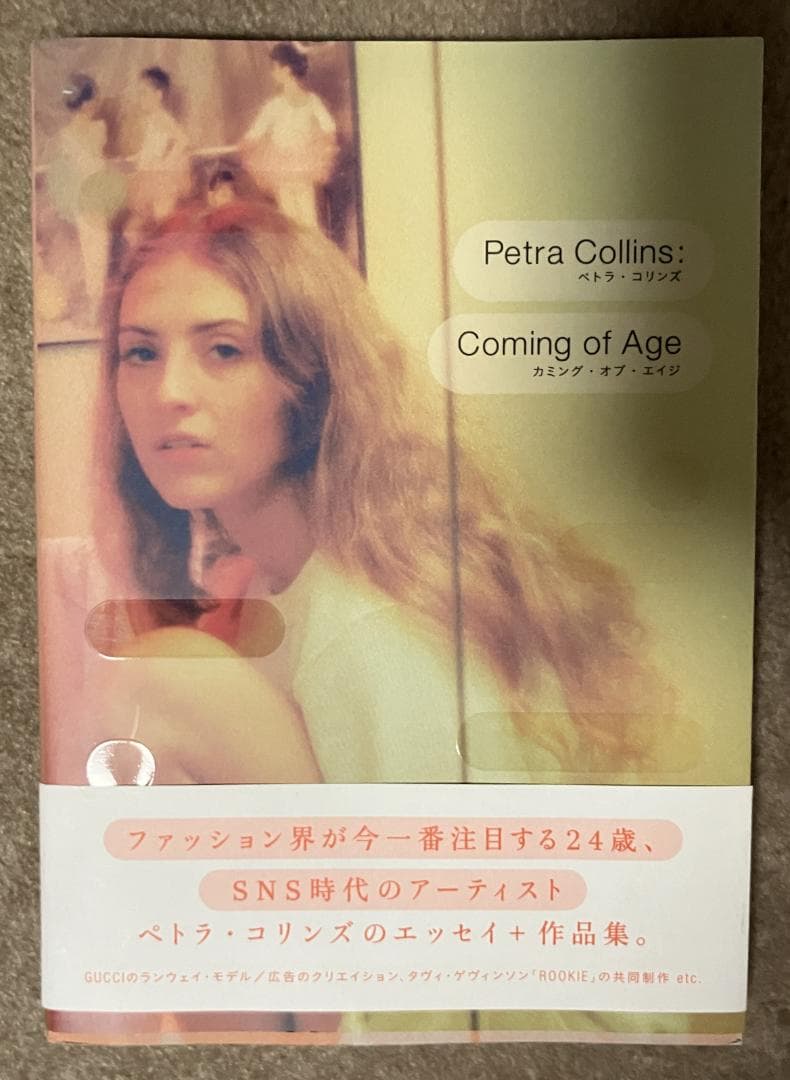 Petra Collins:
ペトラ・コリンズ
Coming of Age
カミング・オブ・エイジ
ファッション界が今一番注目する24歳、
SNS時代のアーティスト
ペトラ・コリンズのエッセイ+作品集。
GUCCIのランウェイ・モデル/広告のクリエイション、タヴィ・ゲヴィンソン「ROOKIE」の共同制作 etc.